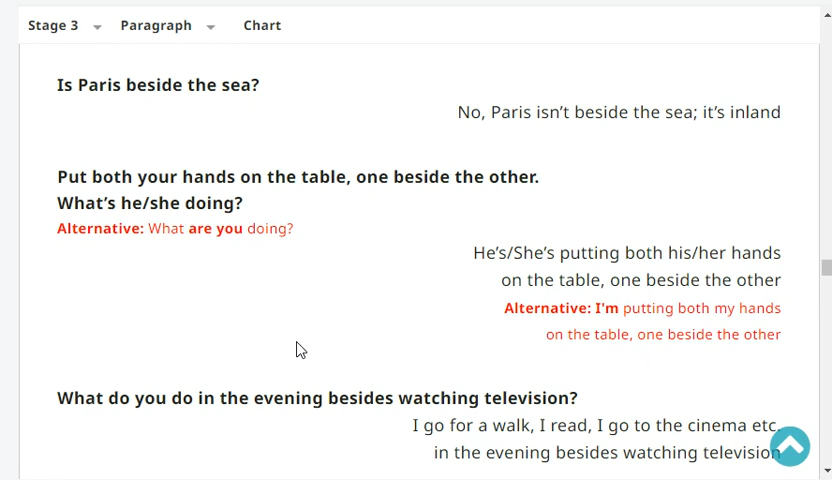 Stage 3 Paragraph Chart
Is Paris beside the sea?
No, Paris isn’t beside the sea; it’s inland
Put both your hands on the table, one beside the other.
What’s he/she doing?
Alternative: What are you doing?
He’s/She’s putting both his/her hands
on the table, one beside the other
Alternative: I'm putting both my hands
on the table, one beside the other
What do you do in the evening besides watching television?
I go for a walk, I read, I go to the cinema etc.
in the evening besides watching television